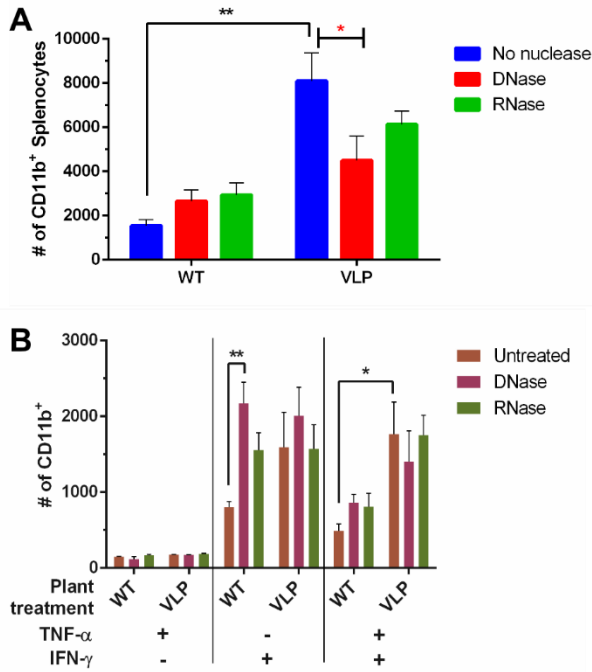 A
**
*
No nuclease
DNase
RNase
# of CD11b⁺ Splenocytes
10000
8000
6000
4000
2000
0
WT VLP
B
**
*
Untreated
DNase
RNase
# of CD11b⁺
3000
2000
1000
0
Plant treatment
WT VLP WT VLP WT VLP
TNF-α + - +
IFN-γ - + +